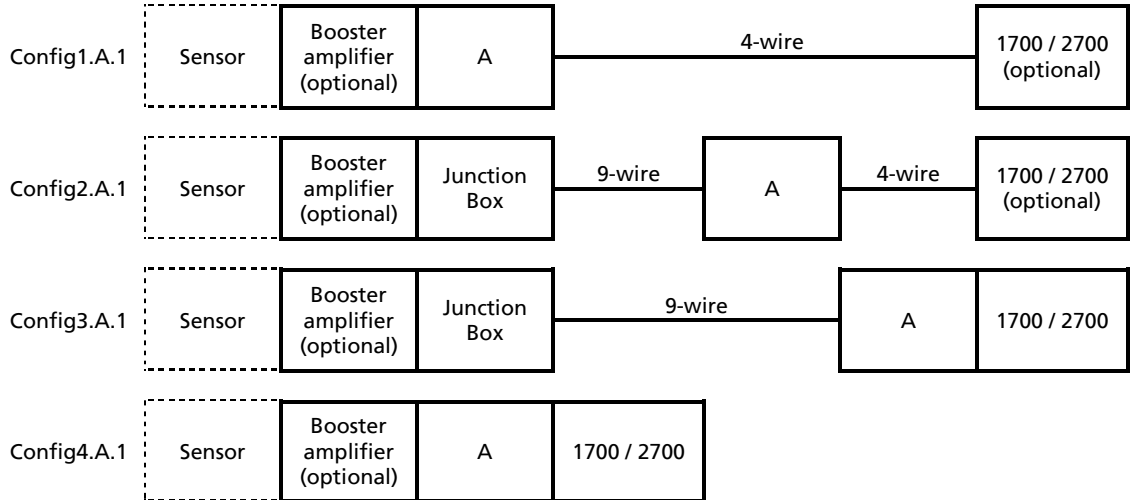 Config1.A.1
Sensor
Booster
amplifier
(optional)
A
4-wire
1700 / 2700
(optional)
Config2.A.1
Sensor
Booster
amplifier
(optional)
Junction
Box
9-wire
A
4-wire
1700 / 2700
(optional)
Config3.A.1
Sensor
Booster
amplifier
(optional)
Junction
Box
9-wire
A
1700 / 2700
Config4.A.1
Sensor
Booster
amplifier
(optional)
A
1700 / 2700